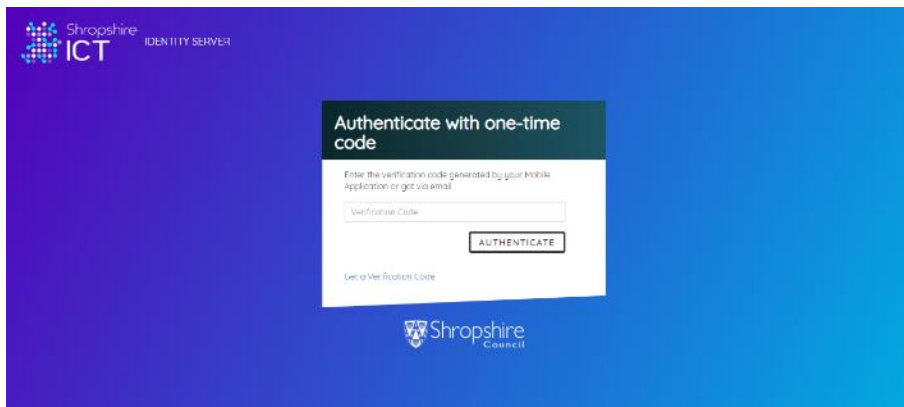 Shropshire
ICT
IDENTITY SERVER
Authenticate with one-time
code
Enter the verification code generated by your Mobile
Application or got via email
Verification Code
AUTHENTICATE
Get a Verification Code
Shropshire
Council